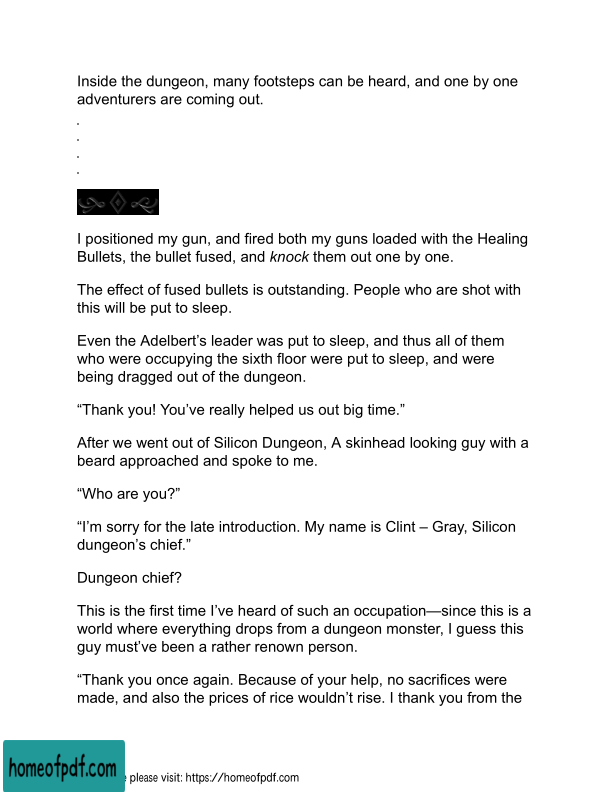 Inside the dungeon, many footsteps can be heard, and one by one
adventurers are coming out.
.
.
.
.
I positioned my gun, and fired both my guns loaded with the Healing
Bullets, the bullet fused, and knock them out one by one.
The effect of fused bullets is outstanding. People who are shot with
this will be put to sleep.
Even the Adelbert’s leader was put to sleep, and thus all of them
who were occupying the sixth floor were put to sleep, and were
being dragged out of the dungeon.
“Thank you! You’ve really helped us out big time.”
After we went out of Silicon Dungeon, A skinhead looking guy with a
beard approached and spoke to me.
“Who are you?”
“I’m sorry for the late introduction. My name is Clint – Gray, Silicon
dungeon’s chief.”
Dungeon chief?
This is the first time I’ve heard of such an occupation—since this is a
world where everything drops from a dungeon monster, I guess this
guy must’ve been a rather renown person.
“Thank you once again. Because of your help, no sacrifices were
made, and also the prices of rice wouldn’t rise. I thank you from the
homeofpdf.com
please visit: https://homeofpdf.com